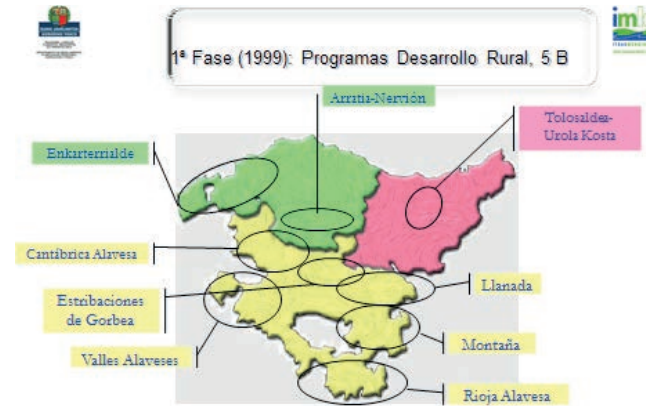 1ª Fase (1999): Programas Desarrollo Rural, 5 B
imk
Arratia-Nervión
Tolosaldea-
Urola Kosta
Enkarterrialde
Cantábrica Alavesa
Estribaciones
de Gorbea
Valles Alaveses
Llanada
Montaña
Rioja Alavesa